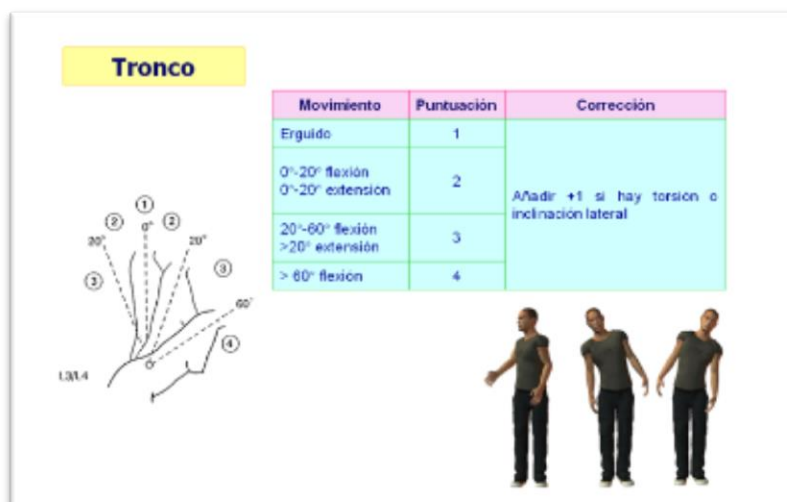 Tronco
Movimiento Puntuación Corrección
Erguido 1
0°-20° flexión
0°-20° extensión
2
Añadir +1 si hay torsión o
inclinación lateral
20°-60° flexión
>20° extensión
3
> 60° flexión 4
1
2 0° 2
20° 20°
3 3
60°
4
L3/L4